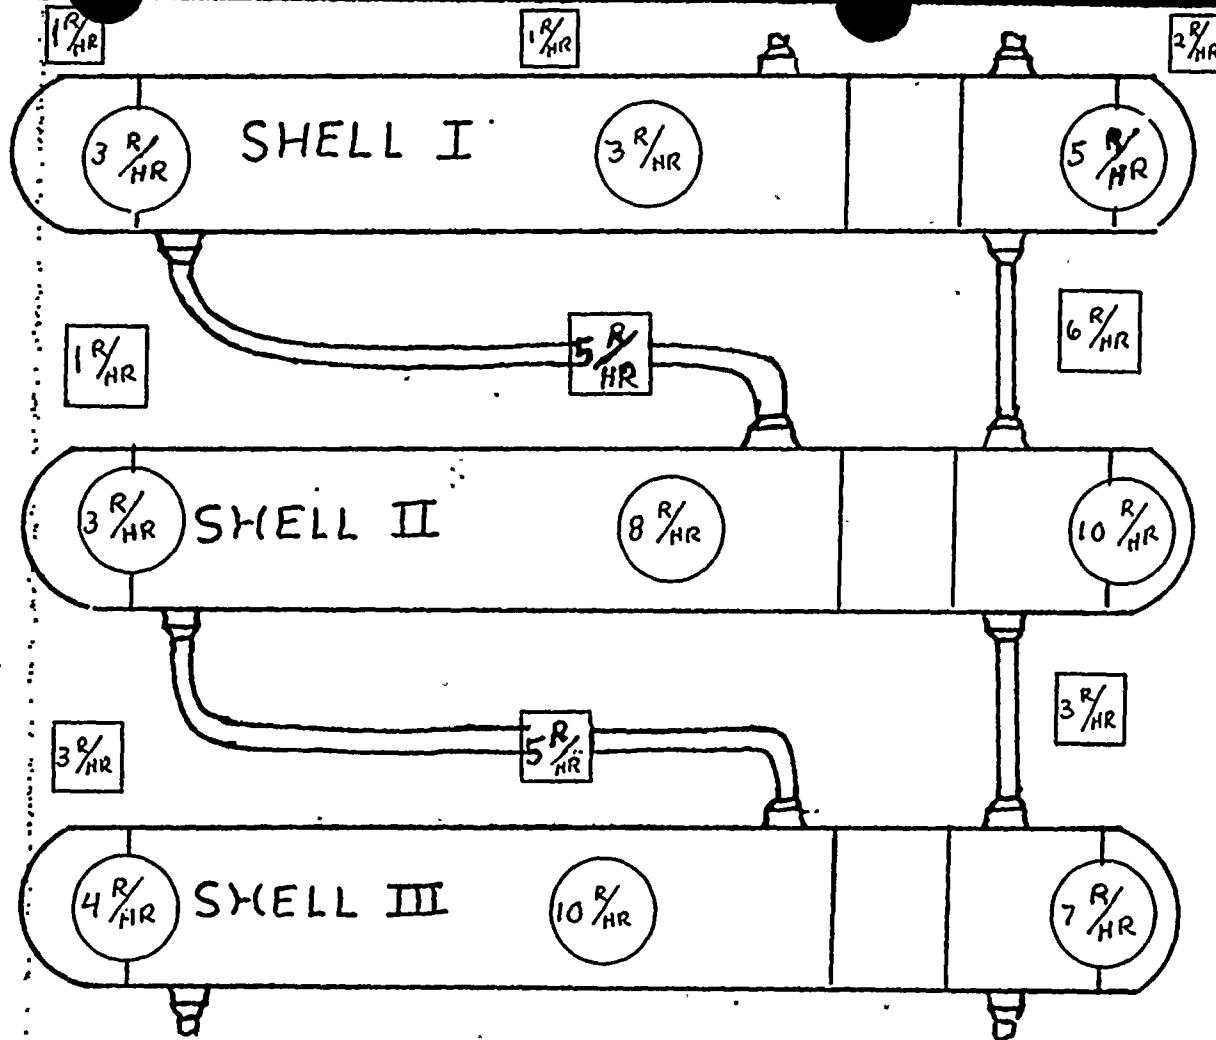 1 R/HR
1 R/HR
2 R/HR
3 R/HR
SHELL I
3 R/HR
5 R/HR
1 R/HR
5 R/HR
6 R/HR
3 R/HR
SHELL II
8 R/HR
10 R/HR
3 R/HR
5 R/HR
3 R/HR
4 R/HR
SHELL III
10 R/HR
7 R/HR